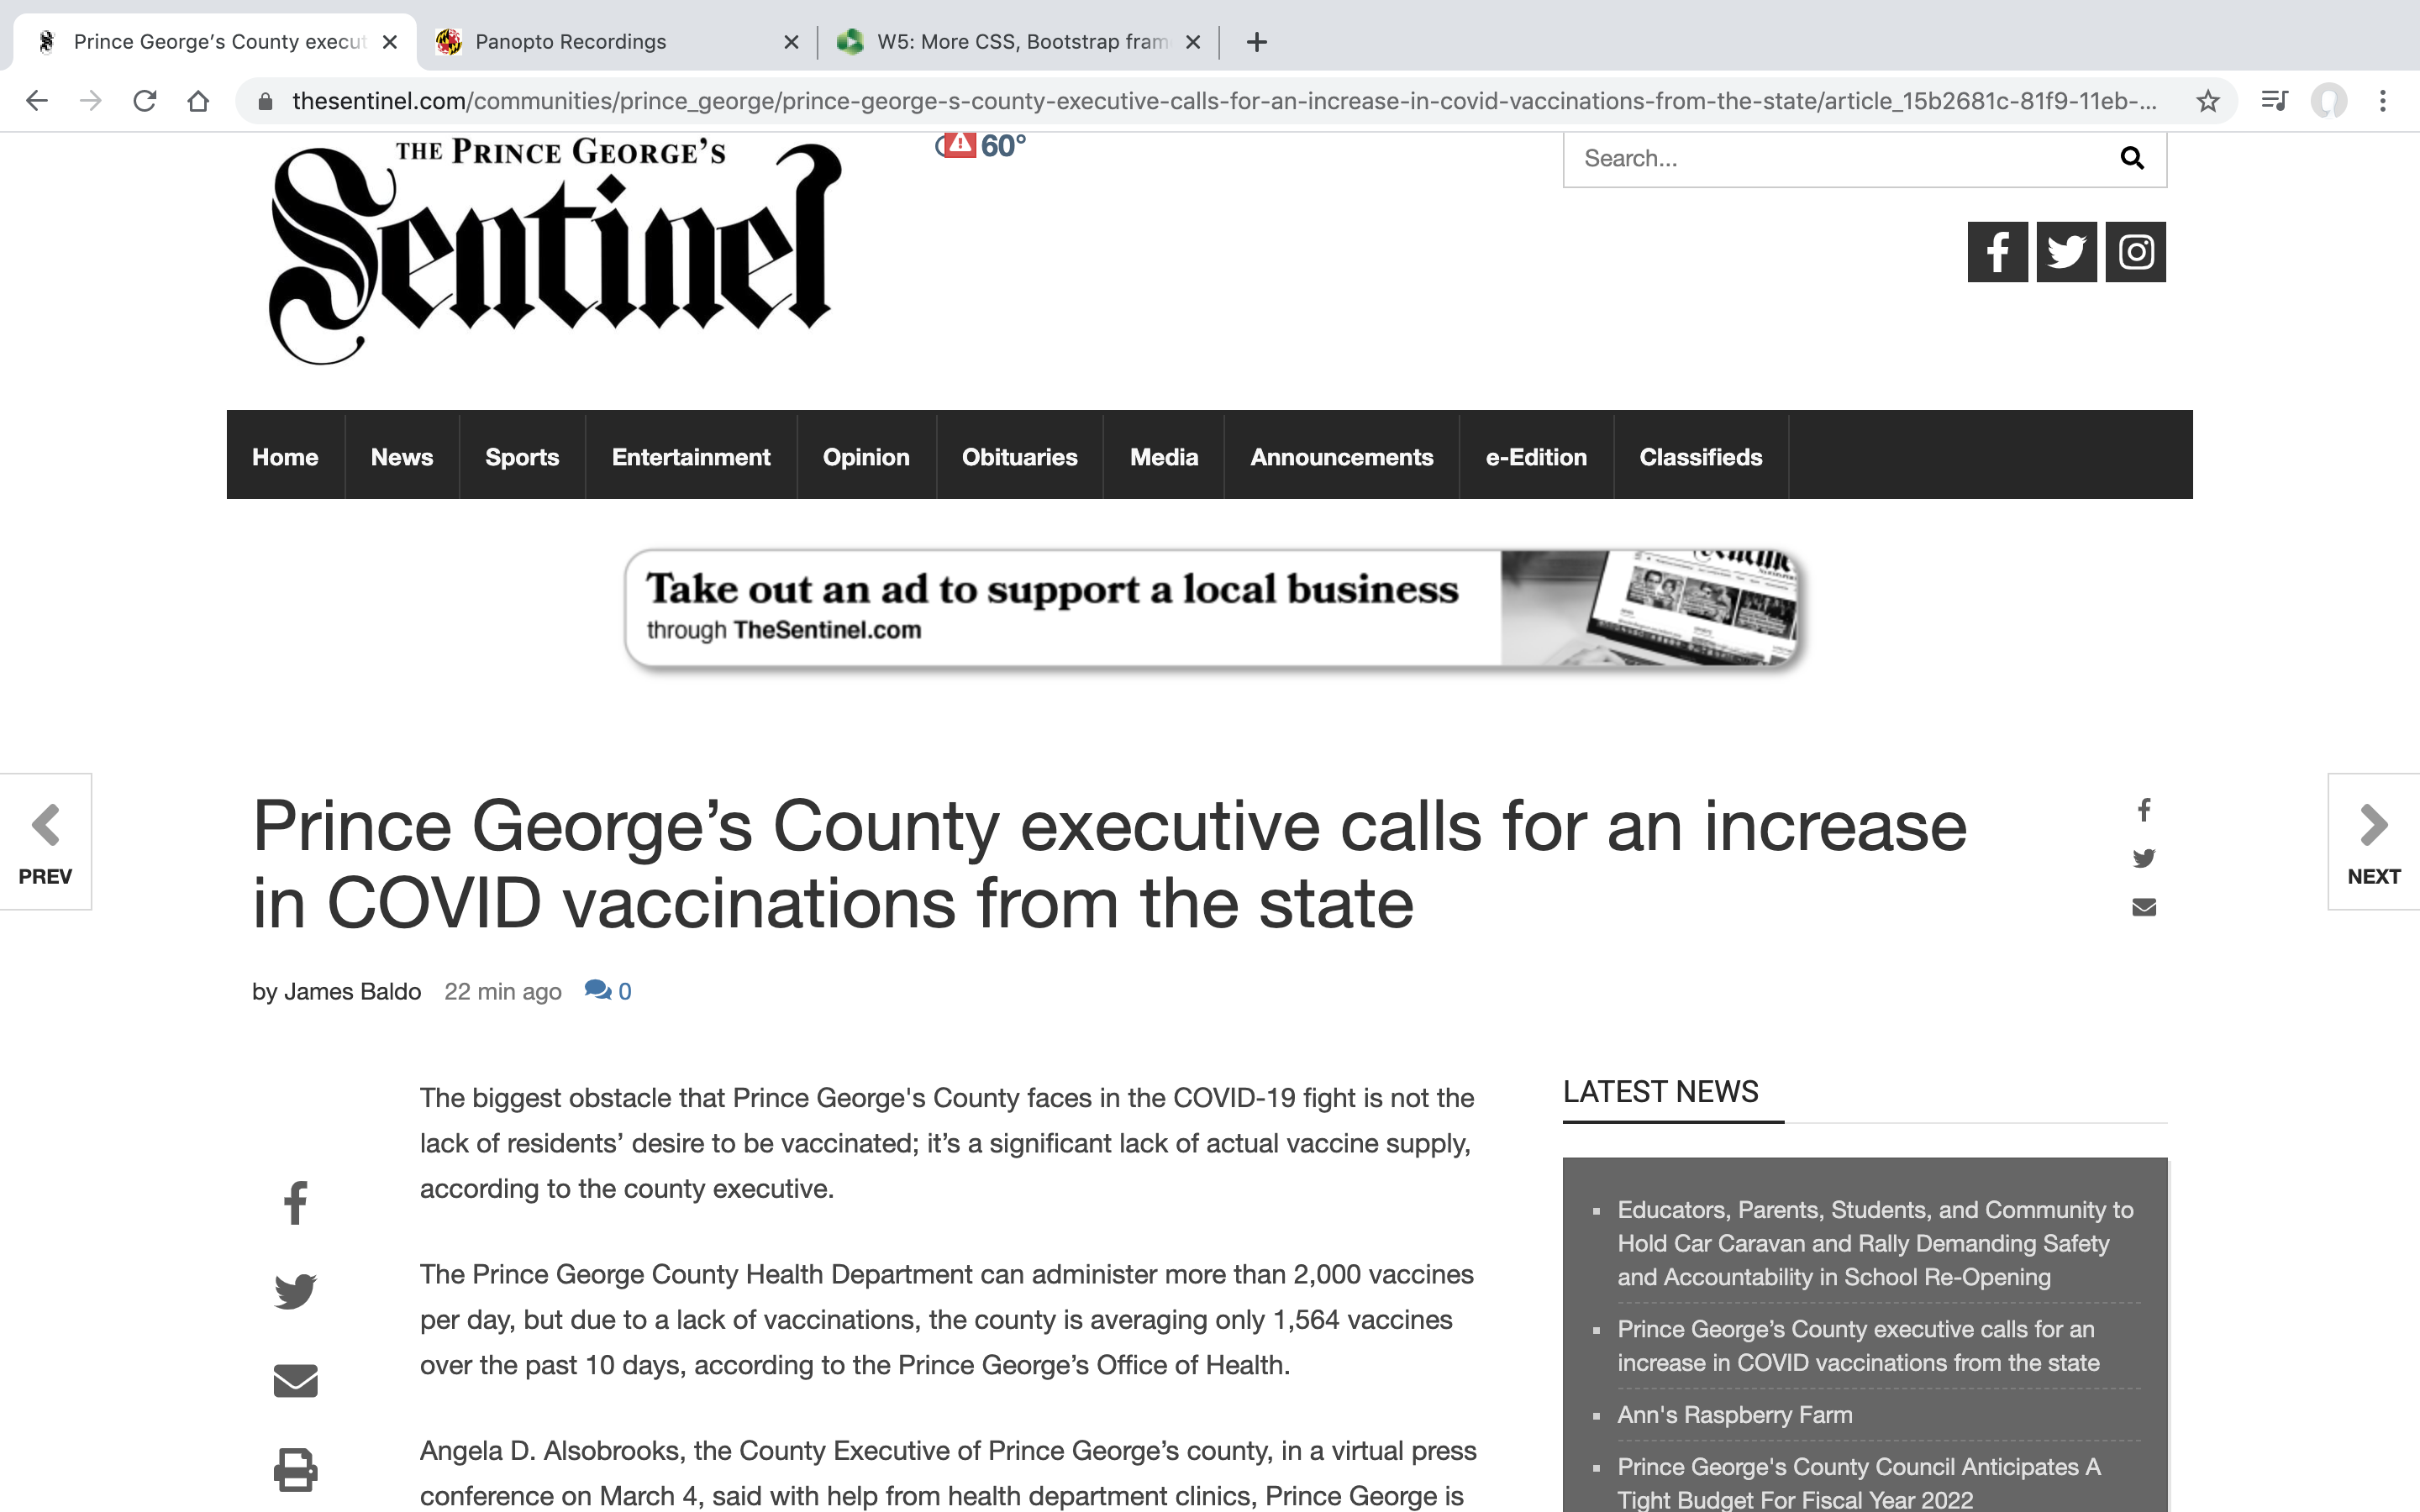 Prince George’s County execut
Panopto Recordings
W5: More CSS, Bootstrap fram
thesentinel.com/communities/prince_george/prince-george-s-county-executive-calls-for-an-increase-in-covid-vaccinations-from-the-state/article_15b2681c-81f9-11eb-...
THE PRINCE GEORGE’S
Sentinel
60°
Search...
Home News Sports Entertainment Opinion Obituaries Media Announcements e-Edition Classifieds
Take out an ad to support a local business
through TheSentinel.com
PREV
NEXT
Prince George’s County executive calls for an increase
in COVID vaccinations from the state
by James Baldo 22 min ago 0
The biggest obstacle that Prince George's County faces in the COVID-19 fight is not the
lack of residents’ desire to be vaccinated; it’s a significant lack of actual vaccine supply,
according to the county executive.
The Prince George County Health Department can administer more than 2,000 vaccines
per day, but due to a lack of vaccinations, the county is averaging only 1,564 vaccines
over the past 10 days, according to the Prince George’s Office of Health.
Angela D. Alsobrooks, the County Executive of Prince George’s county, in a virtual press
conference on March 4, said with help from health department clinics, Prince George is
LATEST NEWS
Educators, Parents, Students, and Community to
Hold Car Caravan and Rally Demanding Safety
and Accountability in School Re-Opening
Prince George’s County executive calls for an
increase in COVID vaccinations from the state
Ann's Raspberry Farm
Prince George's County Council Anticipates A
Tight Budget For Fiscal Year 2022